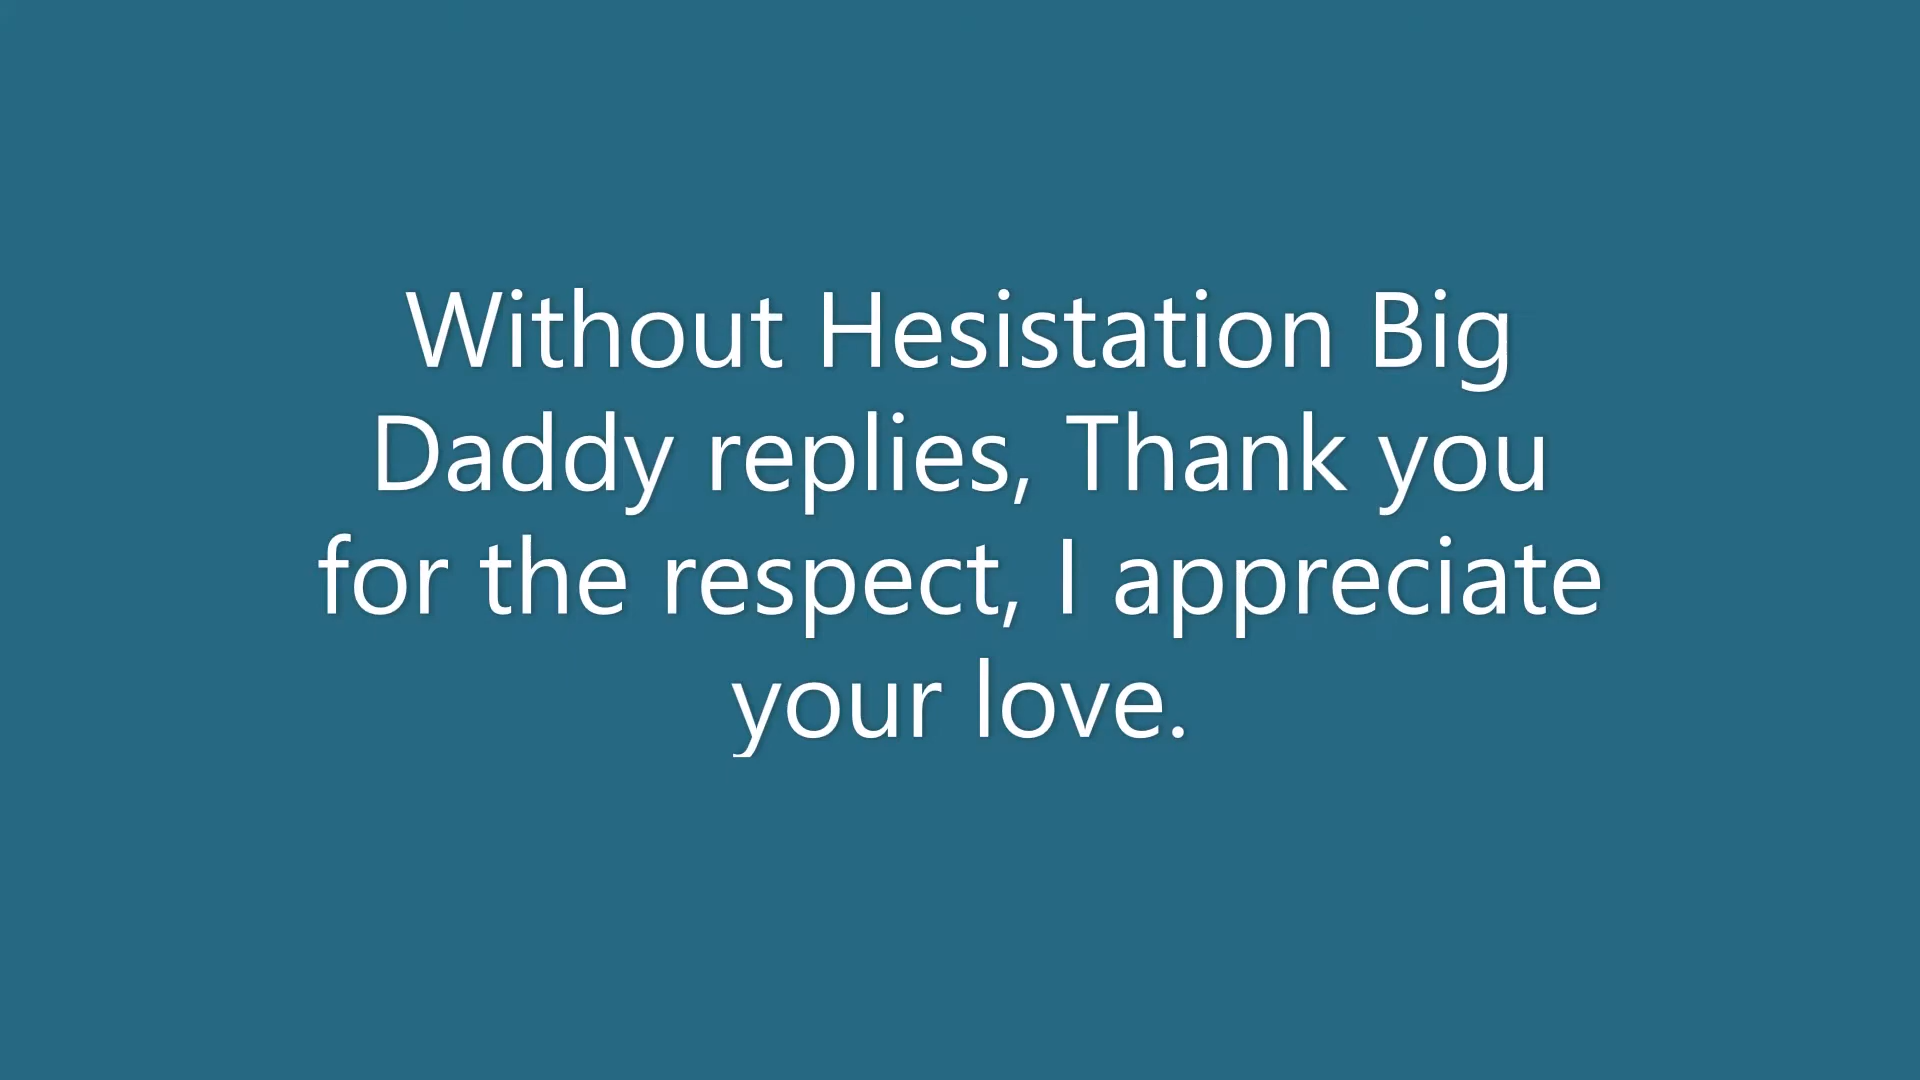 Without Hesistation Big
Daddy replies, Thank you
for the respect, I appreciate
your love.